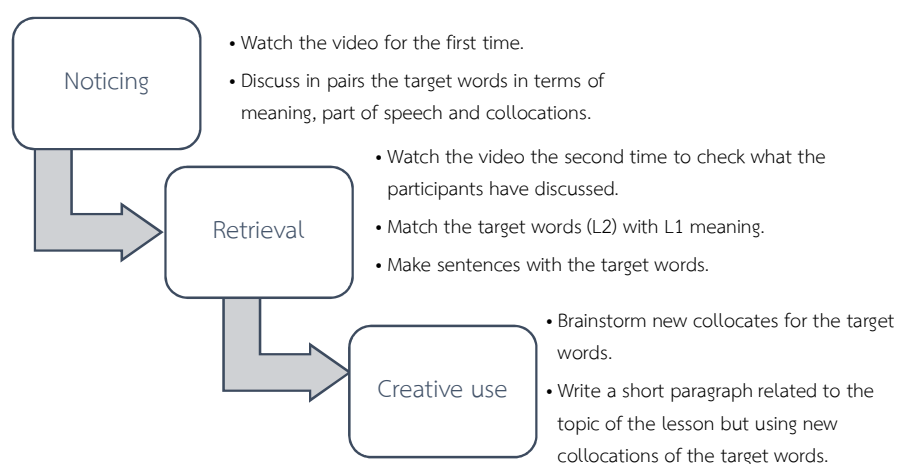 Noticing
• Watch the video for the first time.
• Discuss in pairs the target words in terms of
meaning, part of speech and collocations.
Retrieval
• Watch the video the second time to check what the
participants have discussed.
• Match the target words (L2) with L1 meaning.
• Make sentences with the target words.
Creative use
• Brainstorm new collocates for the target
words.
• Write a short paragraph related to the
topic of the lesson but using new
collocations of the target words.